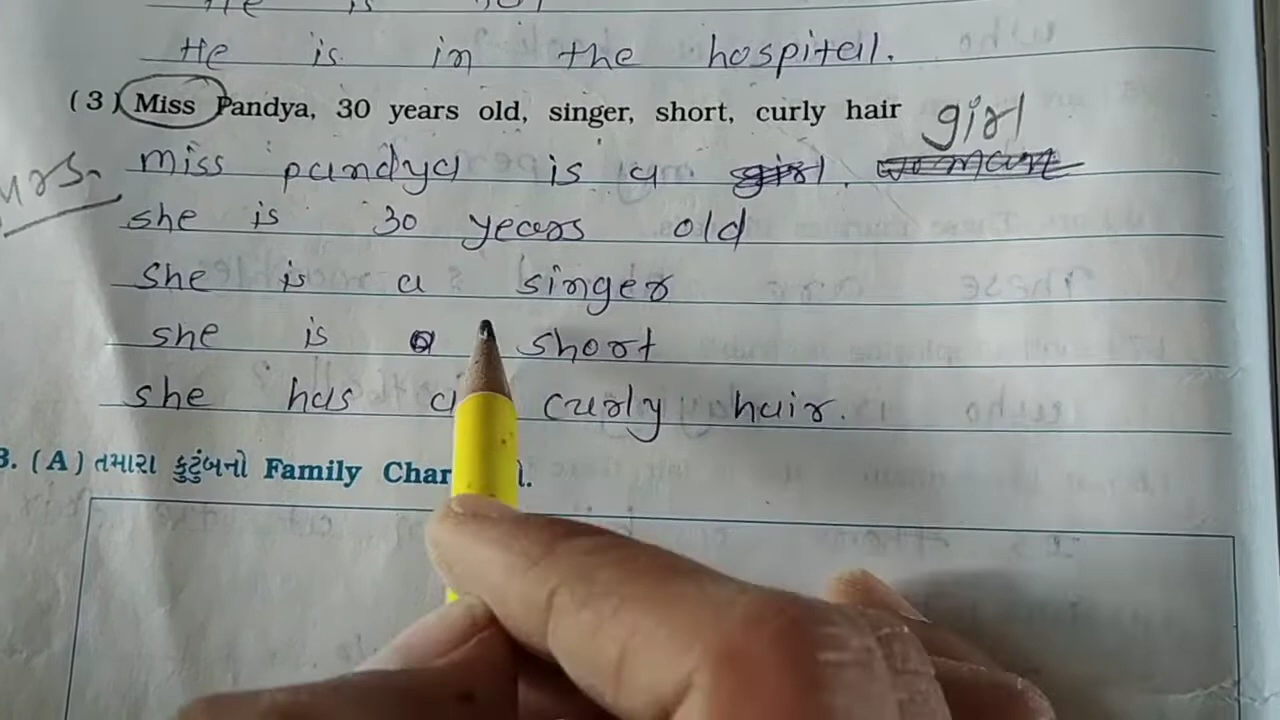 He is
He is in the hospital.
(3) Miss Pandya, 30 years old, singer, short, curly hair
girl
miss pandya is a girl. woman
Mrs.
she is 30 years old
she is a singer
she is a short
she has a curly hair.
3. (A) તમારા કુટુંબનો Family Char